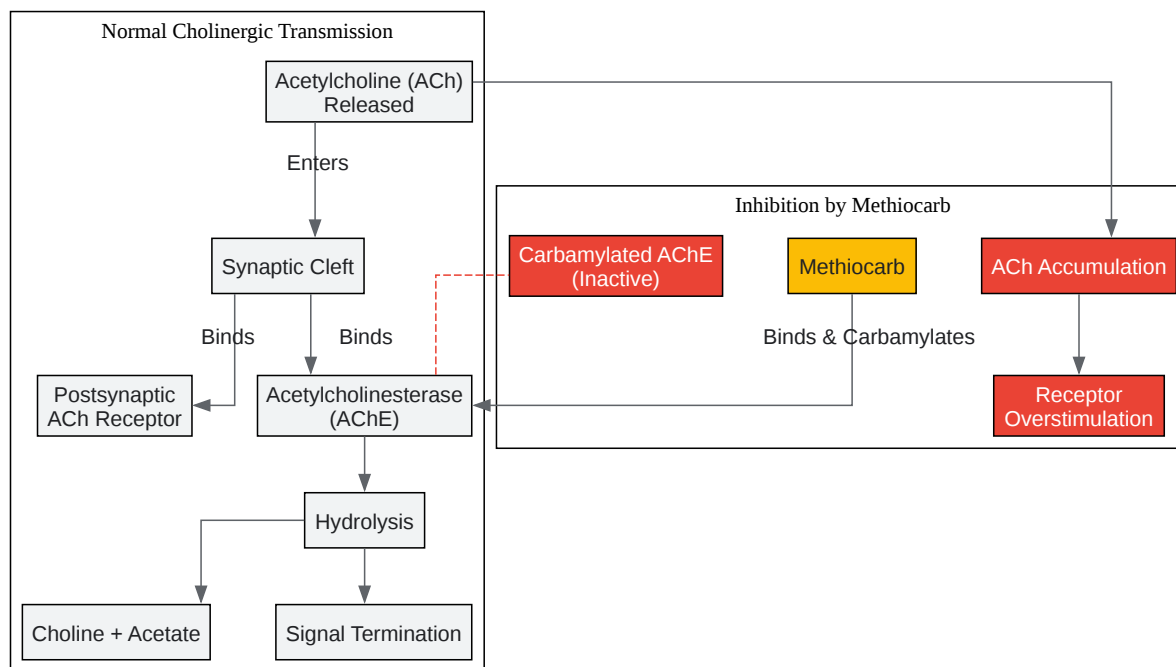 Normal Cholinergic Transmission
Acetylcholine (ACh)
Released
Enters
Inhibition by Methiocarb
Synaptic Cleft
Carbamylated AChE
(Inactive)
Methiocarb
ACh Accumulation
Binds
Binds
Binds & Carbamylates
Postsynaptic
ACh Receptor
Acetylcholinesterase
(AChE)
Receptor
Overstimulation
Hydrolysis
Choline + Acetate
Signal Termination